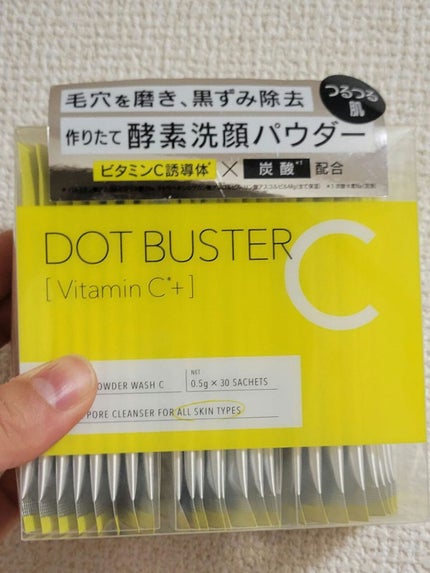 毛穴を磨き、黒ずみ除去
つるつる肌
作りたて 酵素洗顔パウダー
ビタミンC誘導体* × 炭酸*¹ 配合
DOT BUSTER C
[ Vitamin C*+ ]
OWDER WASH C
NET
0.5g × 30 SACHETS
PORE CLEANSER FOR ALL SKIN TYPES